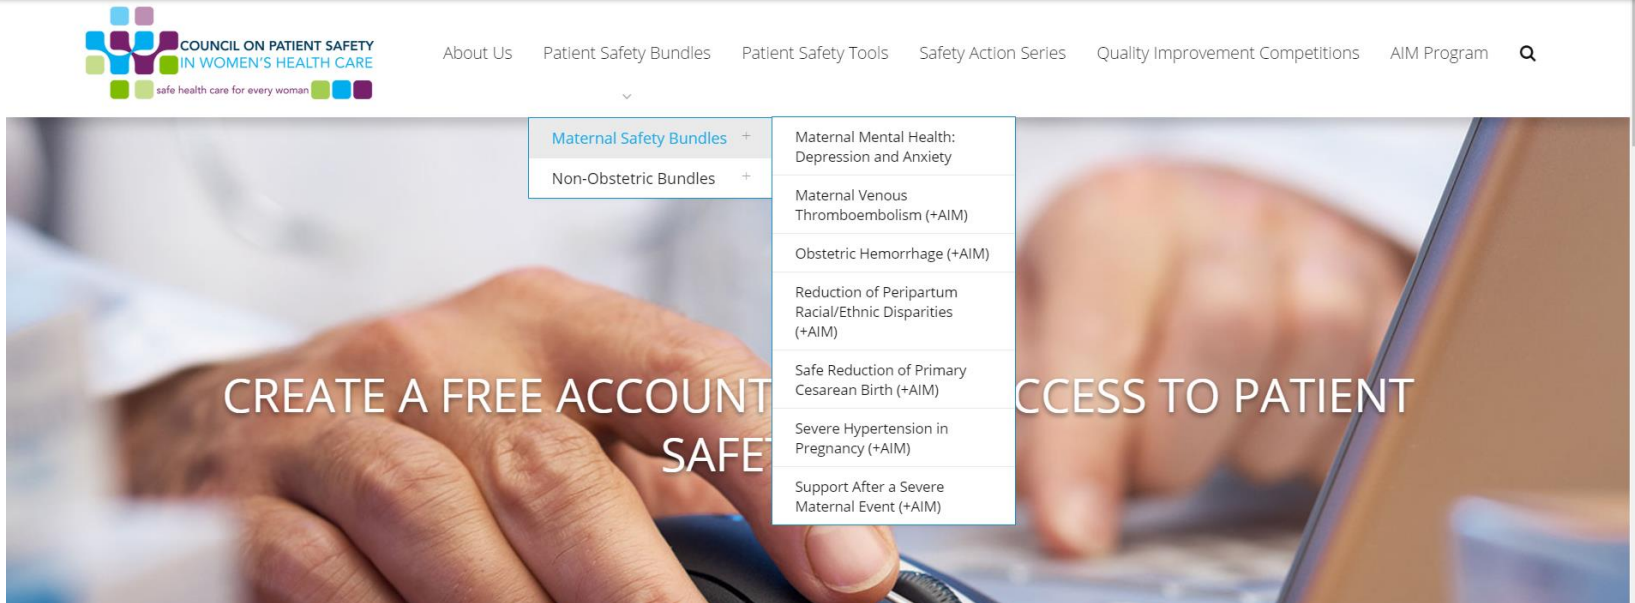 COUNCIL ON PATIENT SAFETY
IN WOMEN'S HEALTH CARE
safe health care for every woman
About Us
Patient Safety Bundles
Patient Safety Tools
Safety Action Series
Quality Improvement Competitions
AIM Program
Maternal Safety Bundles +
Non-Obstetric Bundles +
Maternal Mental Health:
Depression and Anxiety
Maternal Venous
Thromboembolism (+AIM)
Obstetric Hemorrhage (+AIM)
Reduction of Peripartum
Racial/Ethnic Disparities
(+AIM)
Safe Reduction of Primary
Cesarean Birth (+AIM)
Severe Hypertension in
Pregnancy (+AIM)
Support After a Severe
Maternal Event (+AIM)
CREATE A FREE ACCOUNT TO PATIENT